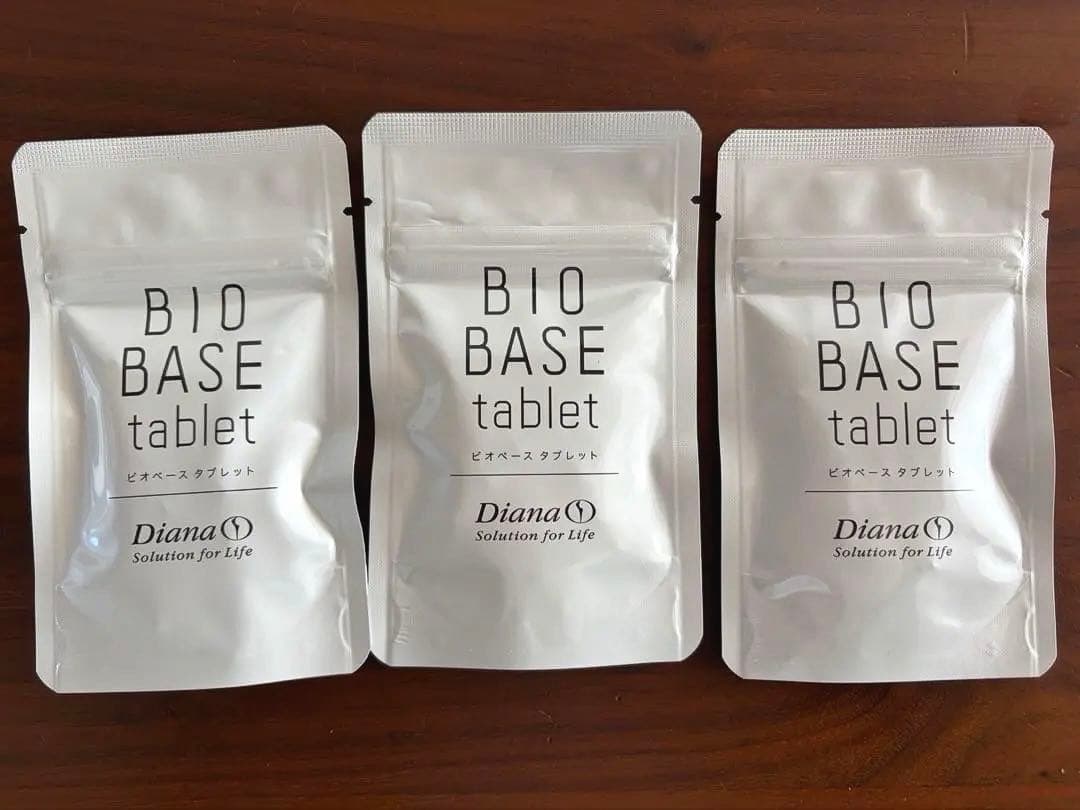 BIO
BASE
tablet
ビオベース タブレット
Diana
Solution for Life
BIO
BASE
tablet
ビオベース タブレット
Diana
Solution for Life
BIO
BASE
tablet
ビオベース タブレット
Diana
Solution for Life